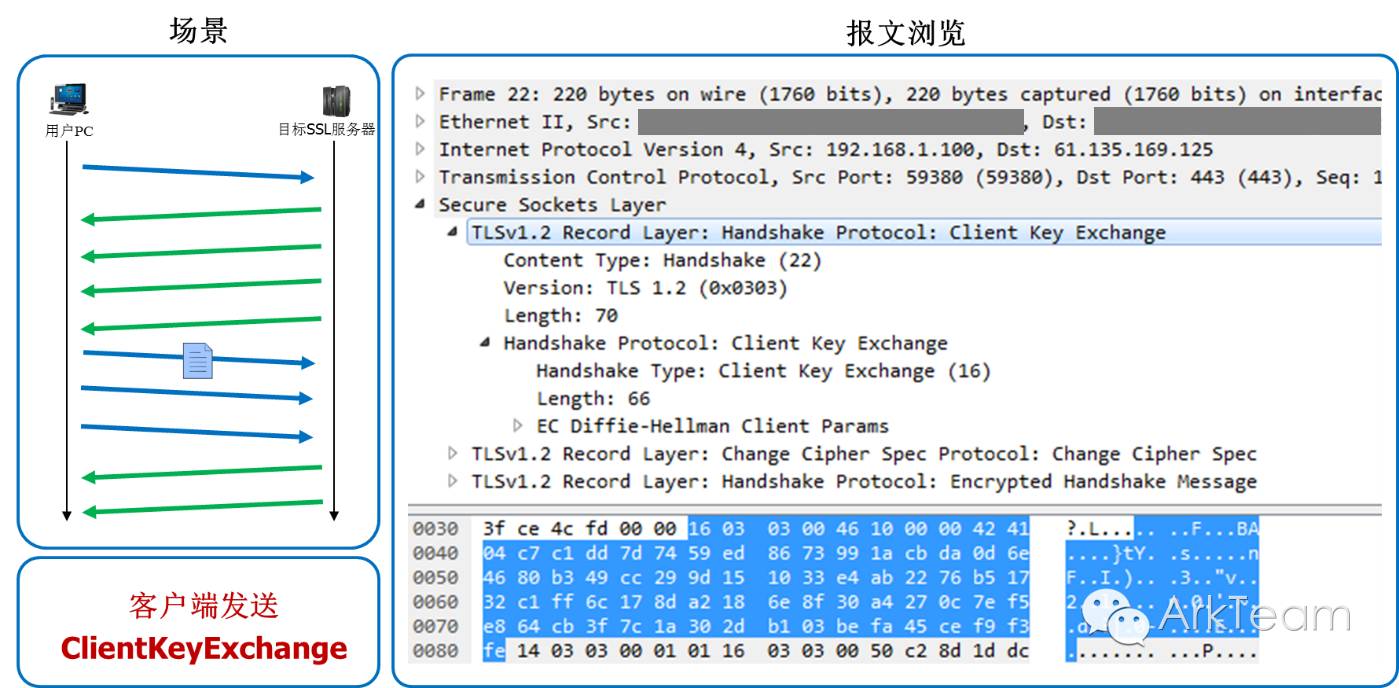 场景
报文浏览
用户PC
目标SSL服务器
客户端发送
ClientKeyExchange
Frame 22: 220 bytes on wire (1760 bits), 220 bytes captured (1760 bits) on interfac
Ethernet II, Src: , Dst:
Internet Protocol Version 4, Src: 192.168.1.100, Dst: 61.135.169.125
Transmission Control Protocol, Src Port: 59380 (59380), Dst Port: 443 (443), Seq: 1
Secure Sockets Layer
TLSv1.2 Record Layer: Handshake Protocol: Client Key Exchange
Content Type: Handshake (22)
Version: TLS 1.2 (0x0303)
Length: 70
Handshake Protocol: Client Key Exchange
Handshake Type: Client Key Exchange (16)
Length: 66
EC Diffie-Hellman Client Params
TLSv1.2 Record Layer: Change Cipher Spec Protocol: Change Cipher Spec
TLSv1.2 Record Layer: Handshake Protocol: Encrypted Handshake Message
0030 3f ce 4c fd 00 00 16 03 03 00 46 10 00 00 42 41 ?.L..... ..F...BA
0040 04 c7 c1 dd 7d 74 59 ed 86 73 99 1a cb da 0d 6e ....}tY. .s.....n
0050 46 80 b3 49 cc 29 9d 15 10 33 e4 ab 22 76 b5 17 F..I.).. .3.."v..
0060 32 c1 ff 6c 17 8d a2 18 6e 8f 30 a4 27 0c 7e f5
0070 e8 64 cb 3f 7c 1a 30 2d b1 03 be fa 45 ce f9 f3
0080 fe 14 03 03 00 01 01 16 03 03 00 50 c2 8d 1d dc ........ ...P....
ArkTeam